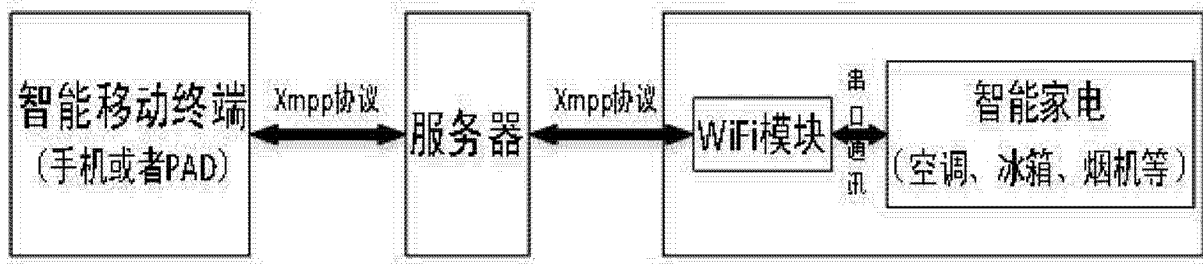 智能移动终端
（手机或者PAD）
Xmpp协议
服务器
Xmpp协议
WiFi模块
串口通讯
智能家电
（空调、冰箱、烟机等）